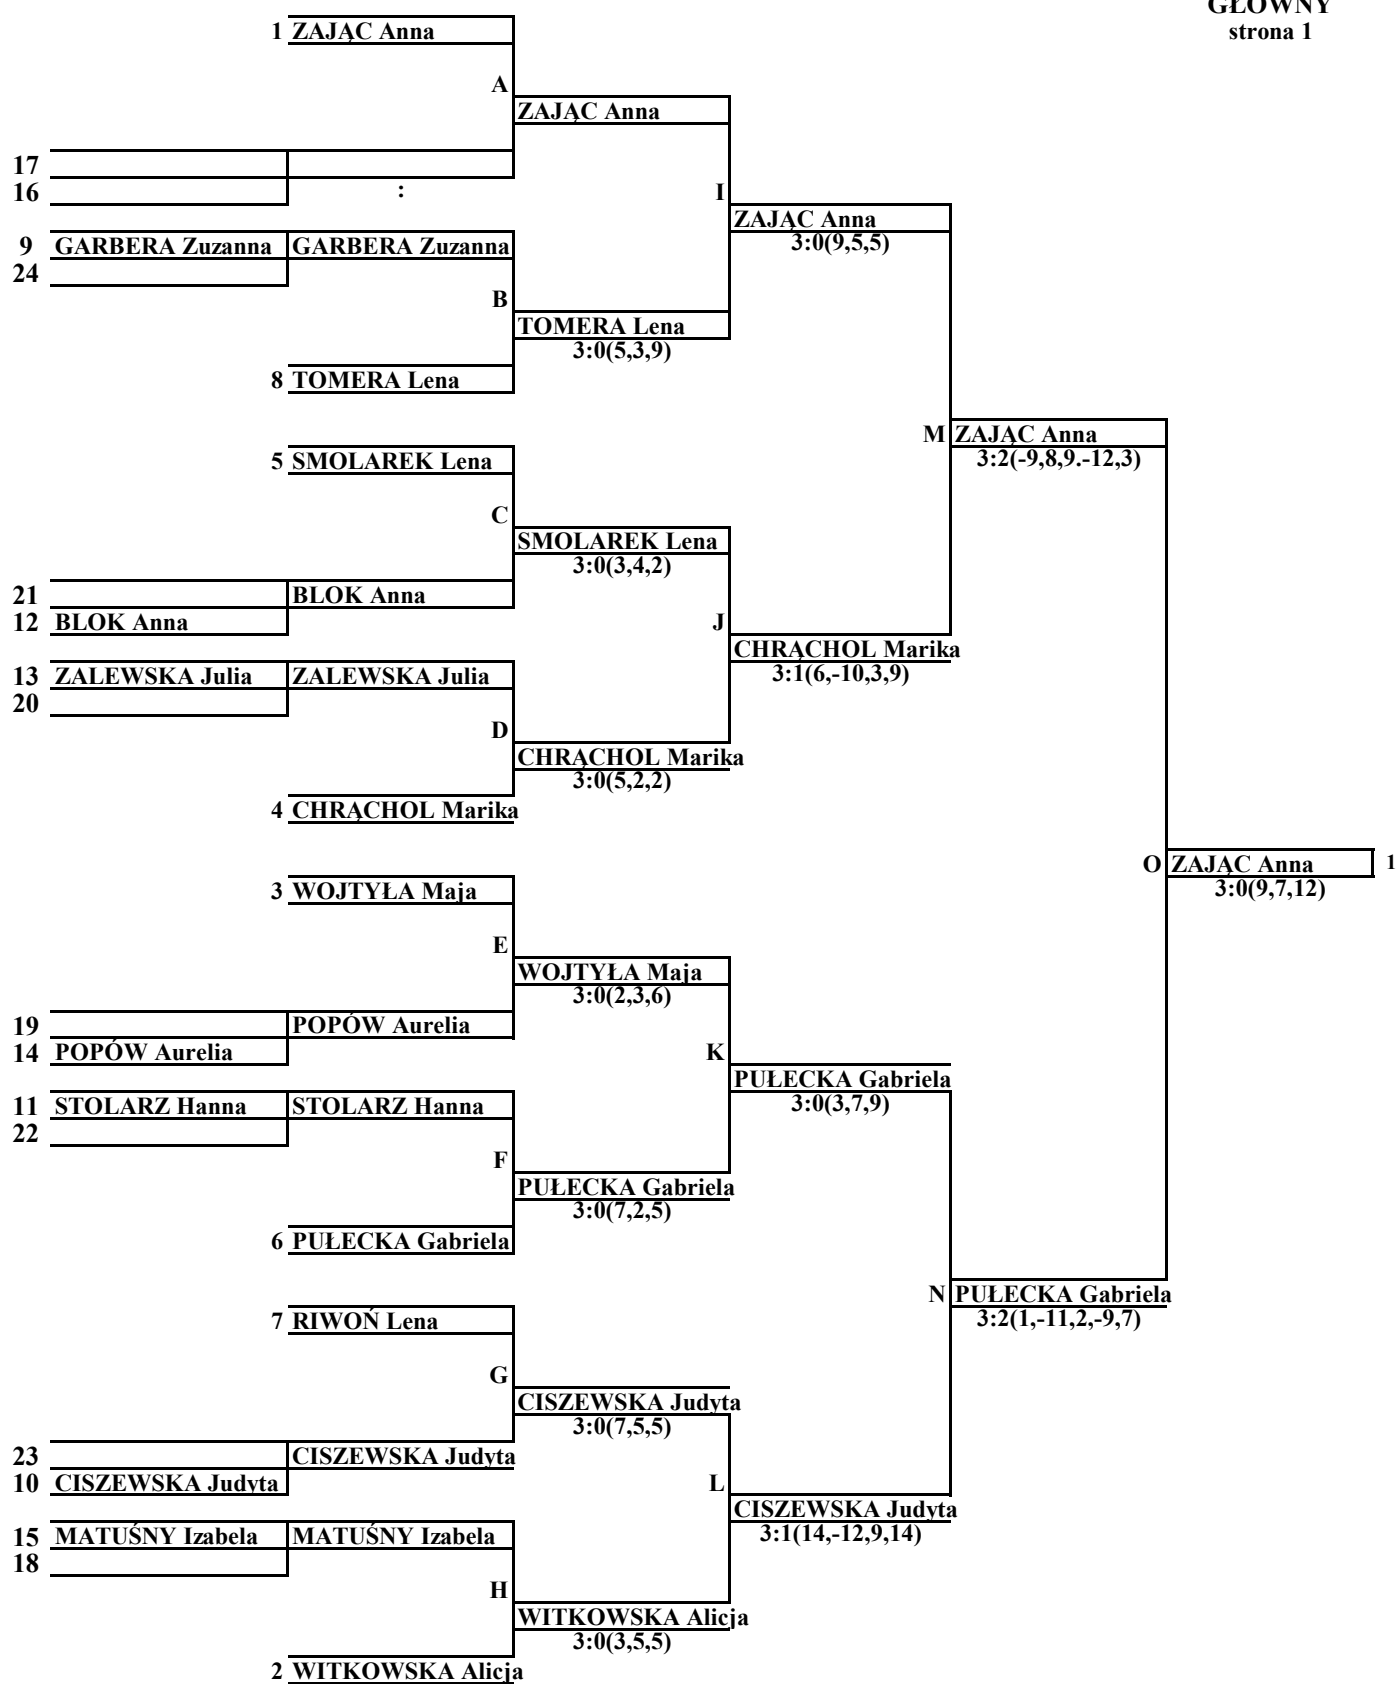 GŁÓWNY
strona 1
1 ZAJĄC Anna
A
ZAJĄC Anna
17
16 :
I
ZAJĄC Anna
3:0(9,5,5)
9 GARBERA Zuzanna GARBERA Zuzanna
24
B
TOMERA Lena
3:0(5,3,9)
8 TOMERA Lena
M ZAJĄC Anna
3:2(-9,8,9.-12,3)
5 SMOLAREK Lena
C
SMOLAREK Lena
3:0(3,4,2)
21 BLOK Anna
12 BLOK Anna
J
CHRĄCHOL Marika
3:1(6,-10,3,9)
13 ZALEWSKA Julia ZALEWSKA Julia
20
D
CHRĄCHOL Marika
3:0(5,2,2)
4 CHRĄCHOL Marika
O ZAJĄC Anna 1
3:0(9,7,12)
3 WOJTYŁA Maja
E
WOJTYŁA Maja
3:0(2,3,6)
19 POPÓW Aurelia
14 POPÓW Aurelia
K
PUŁECKA Gabriela
3:0(3,7,9)
11 STOLARZ Hanna STOLARZ Hanna
22
F
PUŁECKA Gabriela
3:0(7,2,5)
6 PUŁECKA Gabriela
N PUŁECKA Gabriela
3:2(1,-11,2,-9,7)
7 RIWOŃ Lena
G
CISZEWSKA Judyta
3:0(7,5,5)
23 CISZEWSKA Judyta
10 CISZEWSKA Judyta
L
CISZEWSKA Judyta
3:1(14,-12,9,14)
15 MATUŚNY Izabela MATUŚNY Izabela
18
H
WITKOWSKA Alicja
3:0(3,5,5)
2 WITKOWSKA Alicja